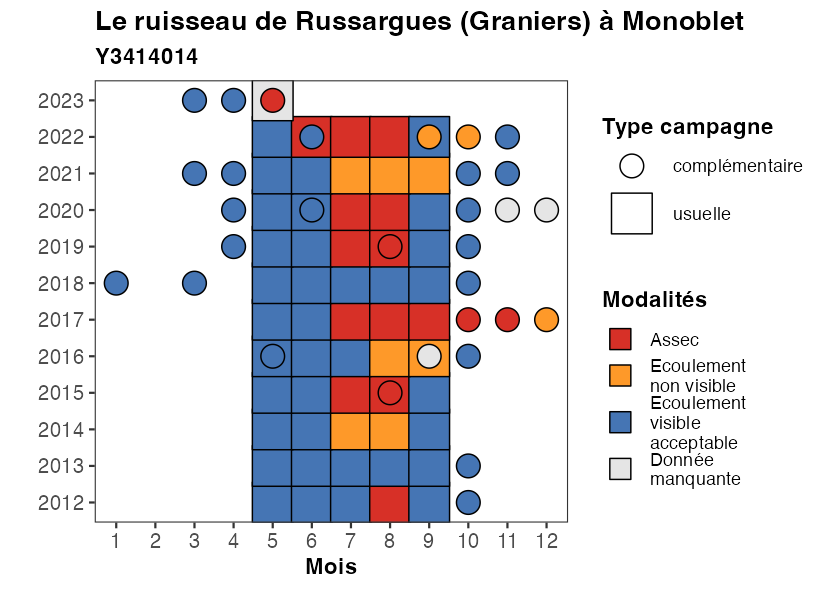 Le ruisseau de Russargues (Graniers) à Monoblet
Y3414014
2023
2022
2021
2020
2019
2018
2017
2016
2015
2014
2013
2012
1 2 3 4 5 6 7 8 9 10 11 12
Mois
Type campagne
complémentaire
usuelle
Modalités
Assec
Ecoulement
non visible
Ecoulement
visible
acceptable
Donnée
manquante